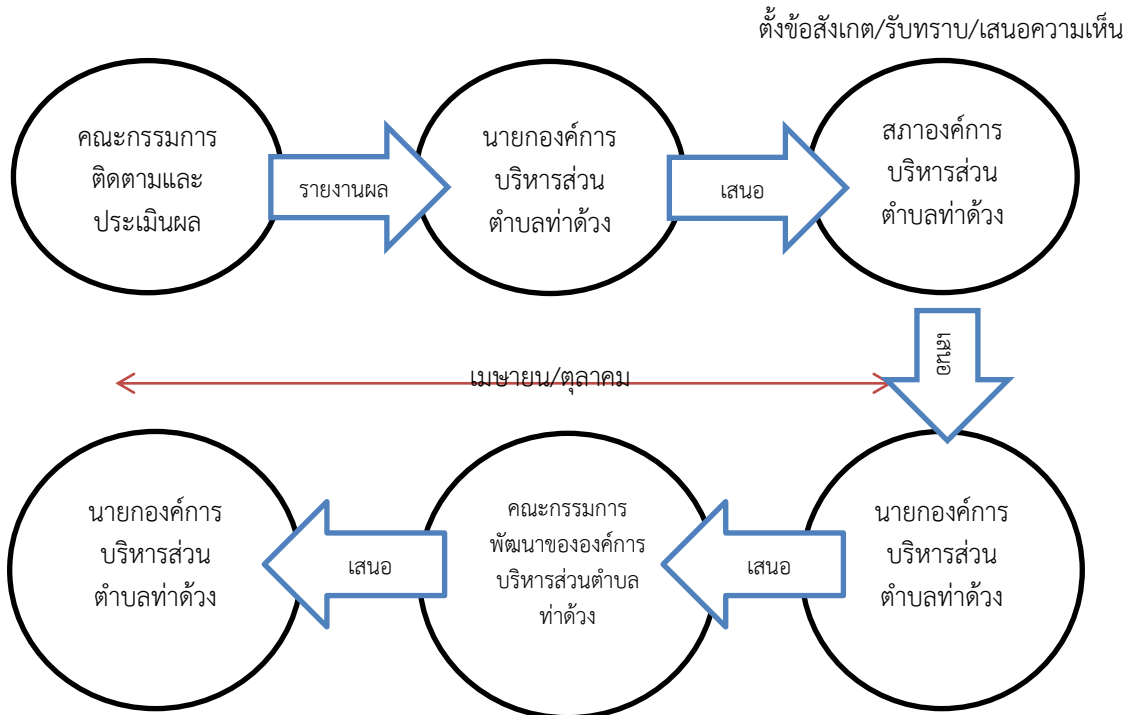 ตั้งข้อสังเกต/รับทราบ/เสนอความเห็น
คณะกรรมการ
ติดตามและ
ประเมินผล
รายงานผล
นายกองค์การ
บริหารส่วน
ตำบลท่าด้วง
เสนอ
สภาองค์การ
บริหารส่วน
ตำบลท่าด้วง
เสนอ
เมษายน/ตุลาคม
นายกองค์การ
บริหารส่วน
ตำบลท่าด้วง
เสนอ
คณะกรรมการ
พัฒนาขององค์การ
บริหารส่วนตำบล
ท่าด้วง
เสนอ
นายกองค์การ
บริหารส่วน
ตำบลท่าด้วง